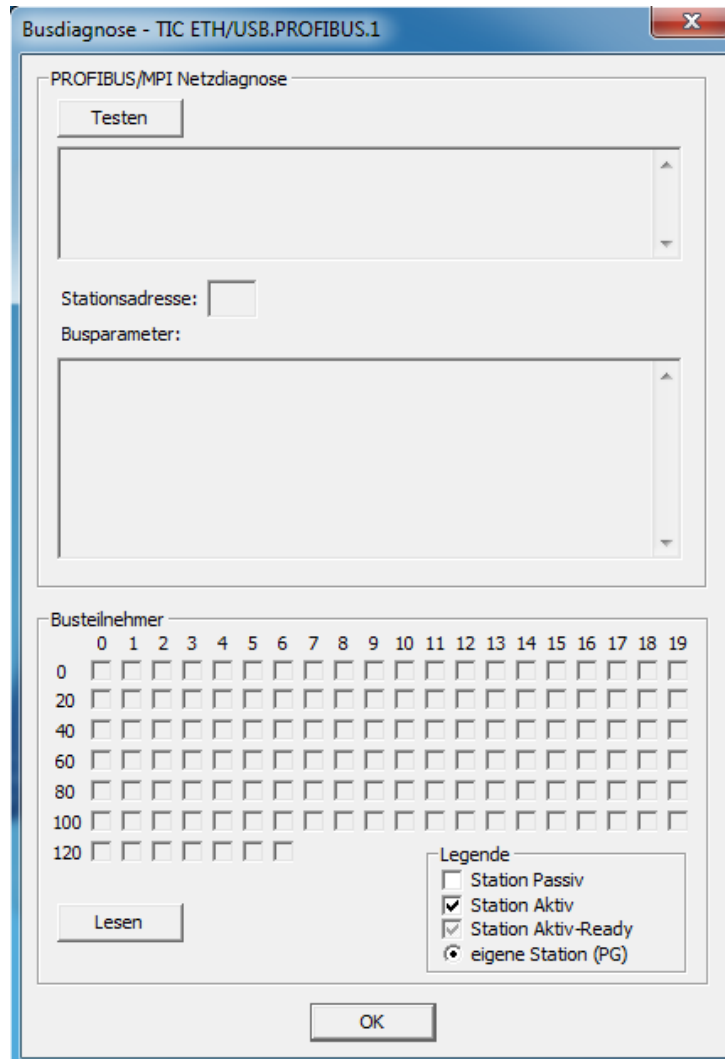 Busdiagnose - TIC ETH/USB.PROFIBUS.1
PROFIBUS/MPI Netzdiagnose
Testen
Stationsadresse:
Busparameter:
Busteilnehmer
0 1 2 3 4 5 6 7 8 9 10 11 12 13 14 15 16 17 18 19
0
20
40
60
80
100
120
Legende
Station Passiv
Station Aktiv
Station Aktiv-Ready
eigene Station (PG)
Lesen
OK